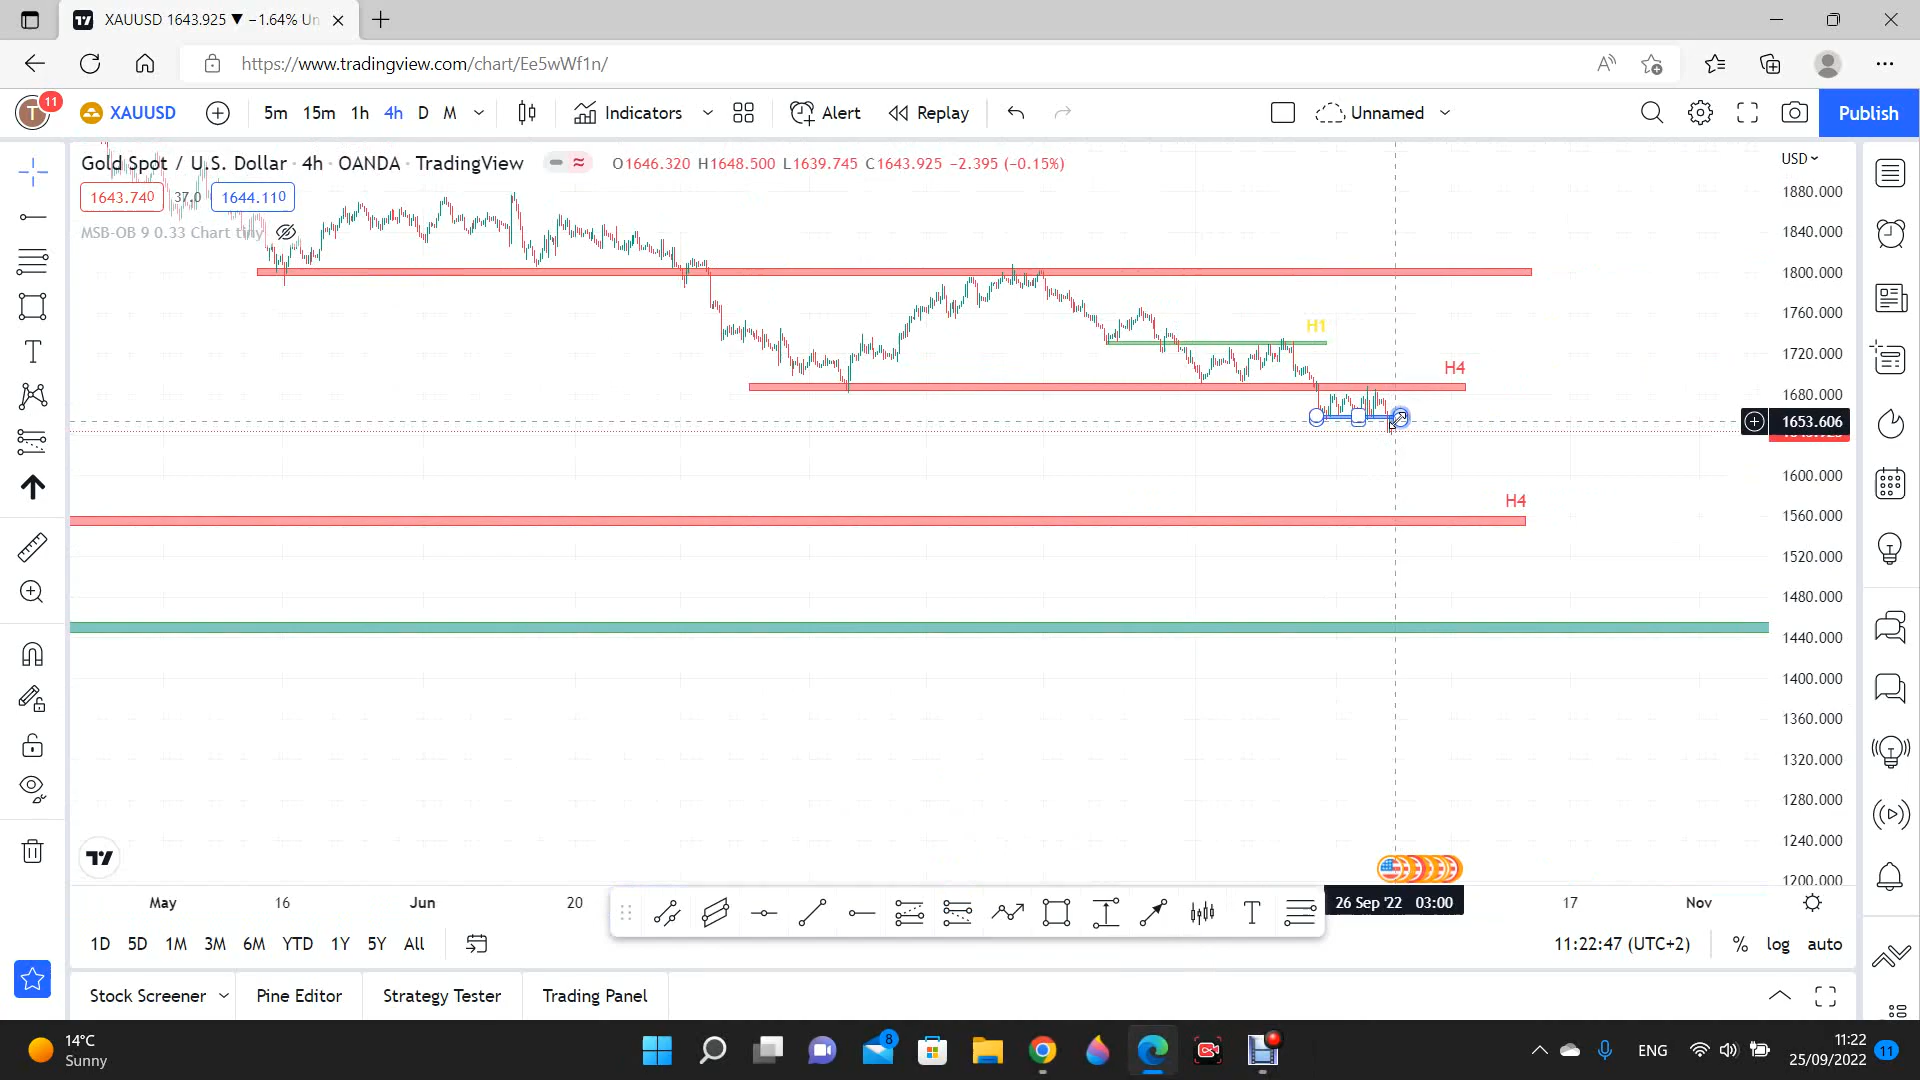 XAUUSD 1643.925 ▼ −1.64% Un
https://www.tradingview.com/chart/Ee5wWf1n/
T 11 XAUUSD 5m 15m 1h 4h D M Indicators Alert Replay Unnamed Publish
Gold Spot / U.S. Dollar · 4h · OANDA · TradingView O1646.320 H1648.500 L1639.745 C1643.925 −2.395 (−0.15%)
USD
1643.740 37.0 1644.110
MSB-OB 9 0.33 Chart tiny
1880.000
1840.000
1800.000
1760.000
H1
1720.000
H4
1680.000
1653.606
1600.000
H4
1560.000
1520.000
1480.000
1440.000
1400.000
1360.000
1320.000
1280.000
1240.000
1200.000
May 16 Jun 20 26 Sep '22 03:00 17 Nov
1D 5D 1M 3M 6M YTD 1Y 5Y All 11:22:47 (UTC+2) % log auto
Stock Screener Pine Editor Strategy Tester Trading Panel
14°C
Sunny
8
ENG
11:22
25/09/2022
11